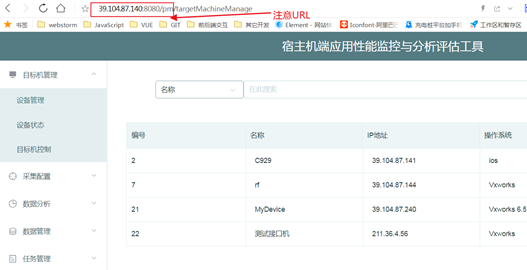 39.104.87.140:8080/pm/targetMachineManage
注意URL
书签 webstorm JavaScript VUE GIT 前后端交互 其它开发 Element - 网站快 Iconfont-阿里巴 充电桩平台如手机 工作区和暂存区
宿主机端应用性能监控与分析评估工具
目标机管理
名称 在此搜索
设备管理
设备状态
目标机控制
采集配置
数据分析
数据管理
任务管理
编号 名称 IP地址 操作系统
2 C929 39.104.87.141 ios
7 rf 39.104.87.144 Vxworks
21 MyDevice 39.104.87.240 Vxworks 6.5
22 测试接口机 211.36.4.56 Vxworks